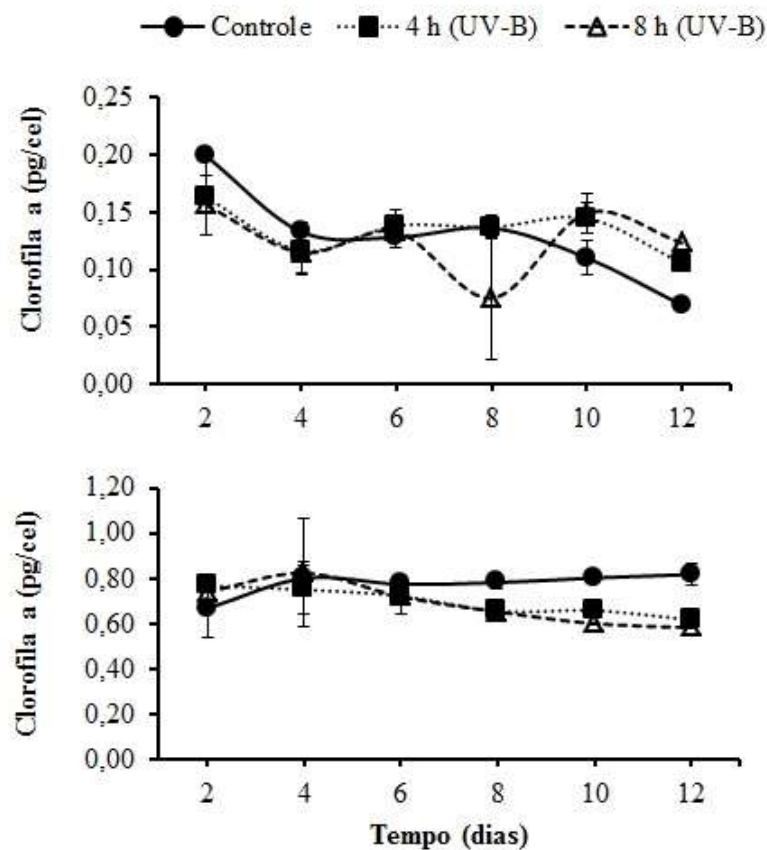 Controle 4 h (UV-B) 8 h (UV-B)
Clorofila a (pg/cel)
0,25
0,20
0,15
0,10
0,05
0,00
2 4 6 8 10 12
Clorofila a (pg/cel)
1,20
1,00
0,80
0,60
0,40
0,20
0,00
2 4 6 8 10 12
Tempo (dias)